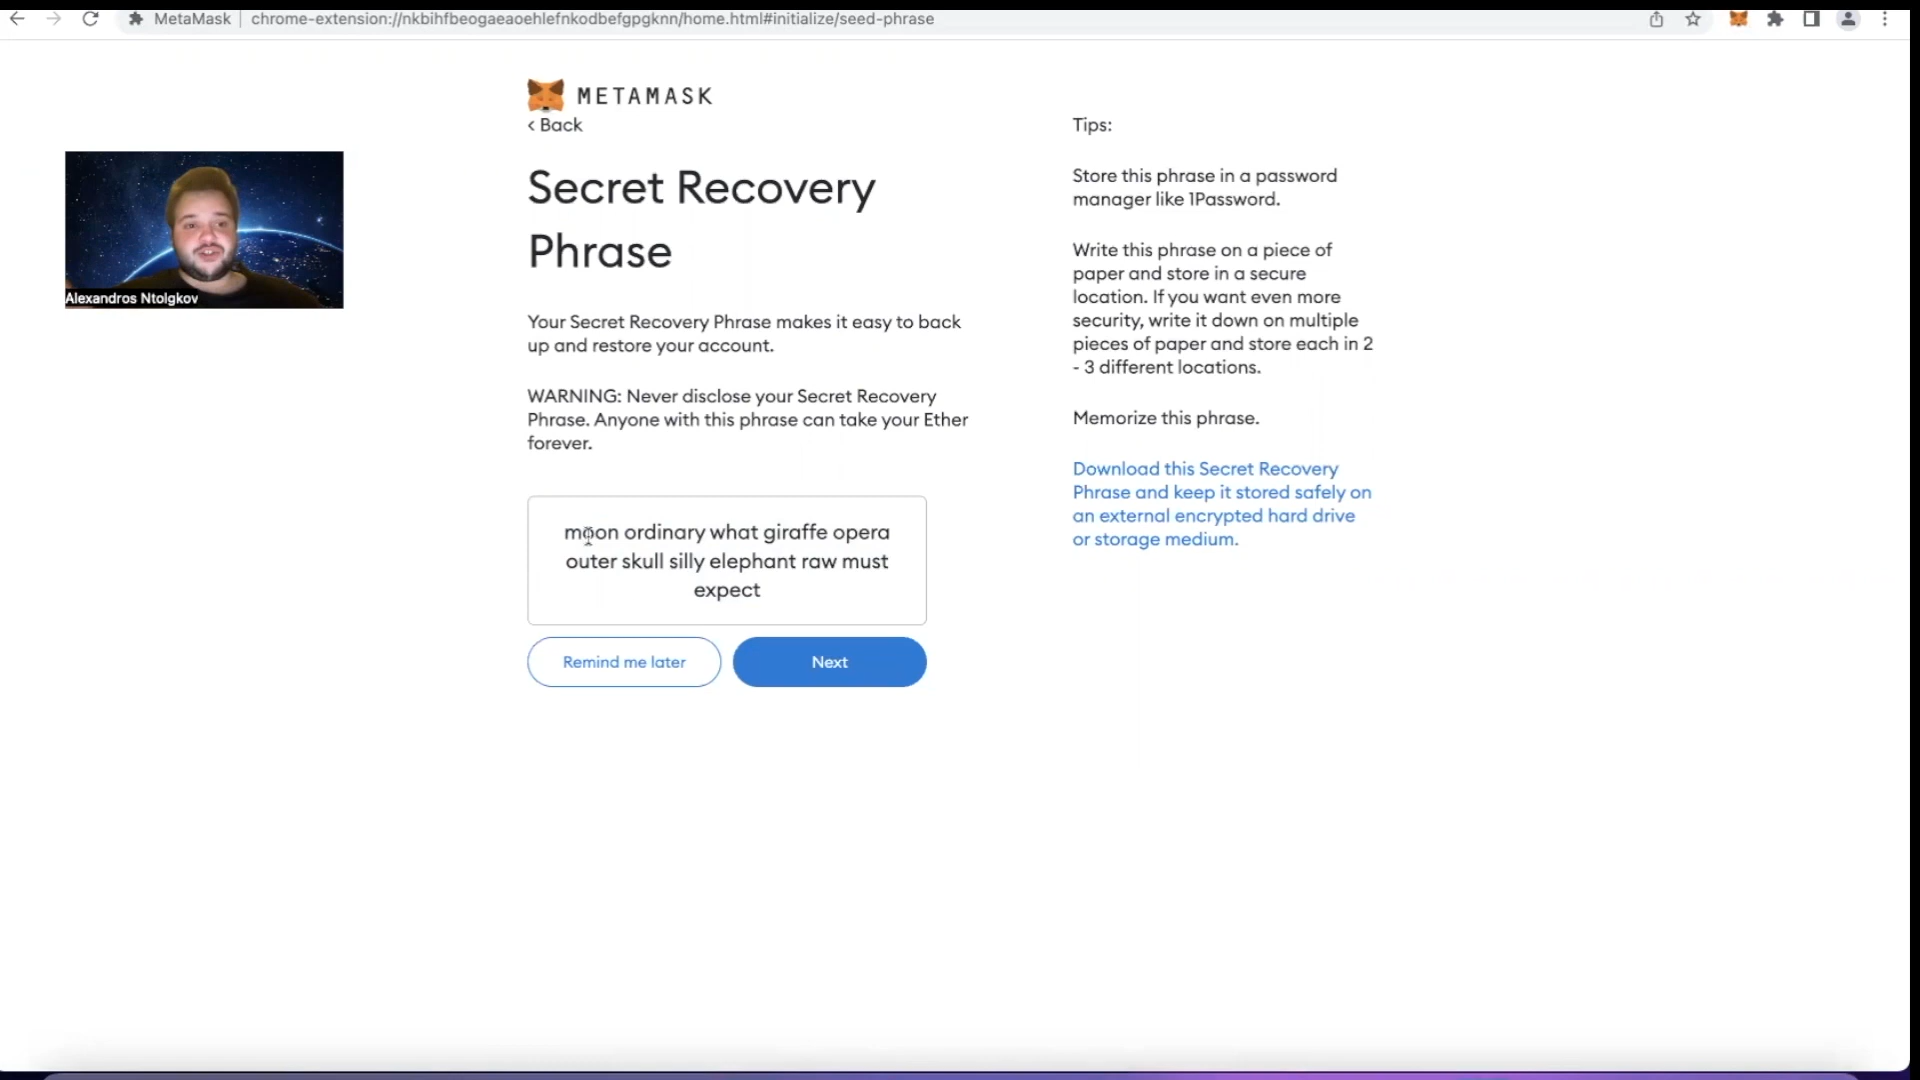 MetaMask | chrome-extension://nkbihfbeogaeaoehlefnkodbefgpgknn/home.html#initialize/seed-phrase
METAMASK
< Back
Secret Recovery
Phrase
Your Secret Recovery Phrase makes it easy to back
up and restore your account.
WARNING: Never disclose your Secret Recovery
Phrase. Anyone with this phrase can take your Ether
forever.
moon ordinary what giraffe opera
outer skull silly elephant raw must
expect
Remind me later
Next
Tips:
Store this phrase in a password
manager like 1Password.
Write this phrase on a piece of
paper and store in a secure
location. If you want even more
security, write it down on multiple
pieces of paper and store each in 2
- 3 different locations.
Memorize this phrase.
Download this Secret Recovery
Phrase and keep it stored safely on
an external encrypted hard drive
or storage medium.
Alexandros Ntolgkov